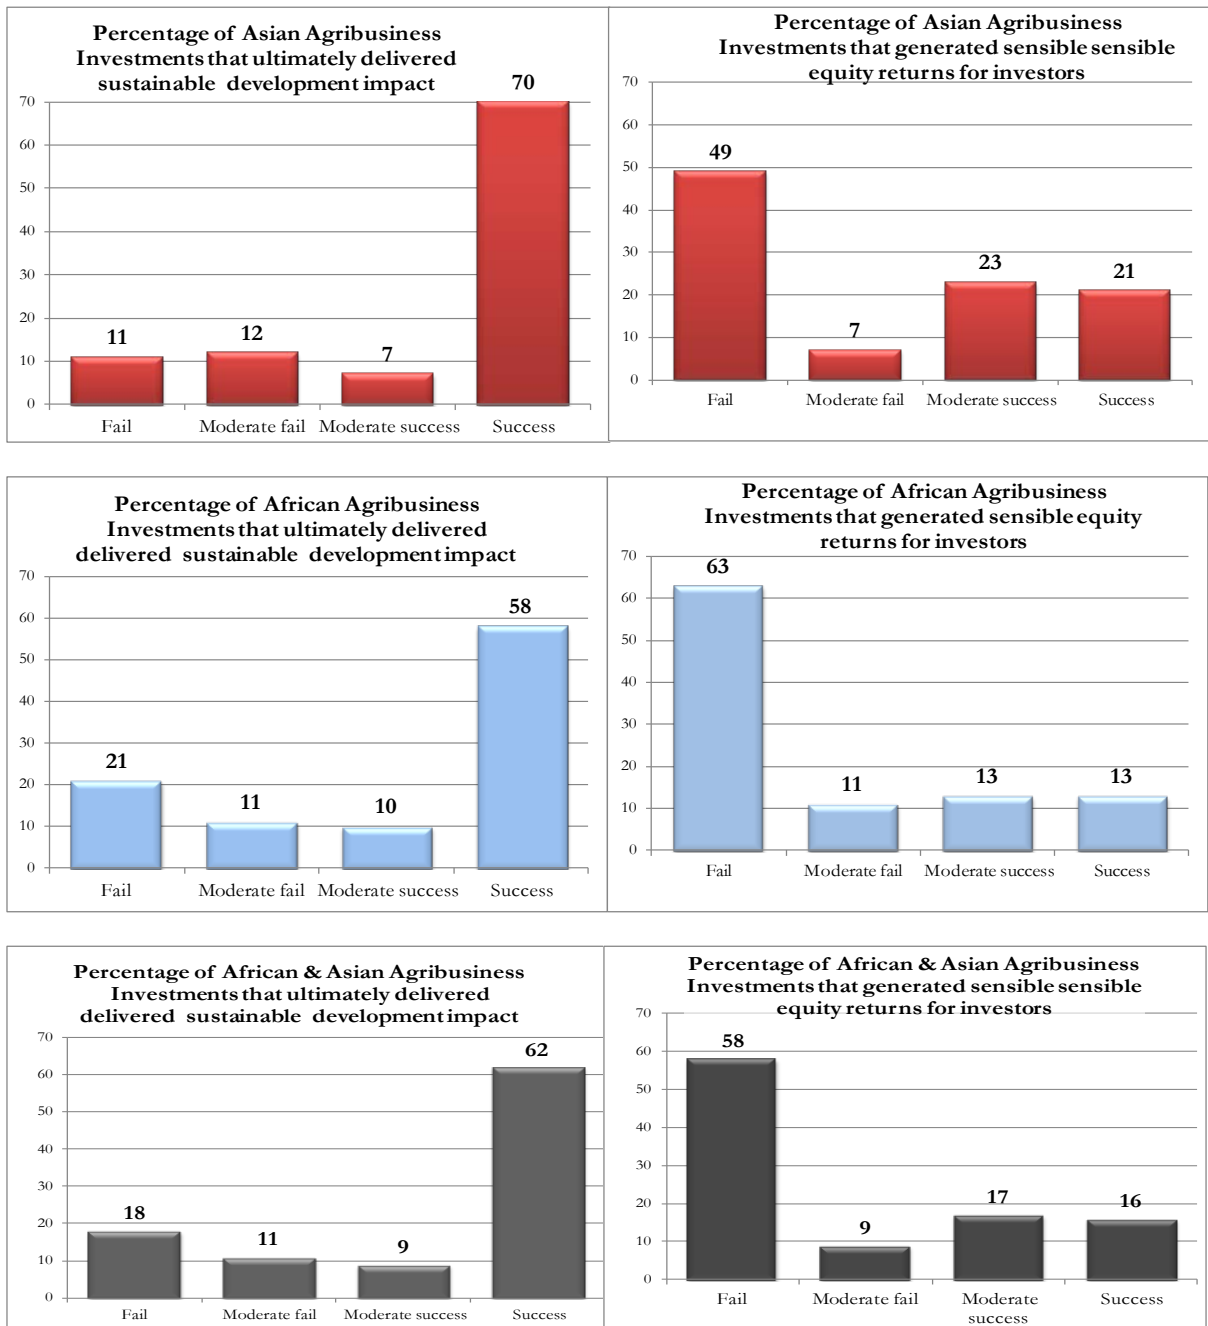 Percentage of Asian Agribusiness
Investments that ultimately delivered
sustainable development impact
70
60
50
40
30
20
10
0
11
12
7
70
Fail
Moderate fail
Moderate success
Success
Percentage of Asian Agribusiness
Investments that generated sensible sensible
equity returns for investors
70
60
50
40
30
20
10
0
49
7
23
21
Fail
Moderate fail
Moderate success
Success
Percentage of African Agribusiness
Investments that ultimately delivered
delivered sustainable development impact
70
60
50
40
30
20
10
0
21
11
10
58
Fail
Moderate fail
Moderate success
Success
Percentage of African Agribusiness
Investments that generated sensible equity
returns for investors
70
60
50
40
30
20
10
0
63
11
13
13
Fail
Moderate fail
Moderate success
Success
Percentage of African & Asian Agribusiness
Investments that ultimately delivered
delivered sustainable development impact
70
60
50
40
30
20
10
0
18
11
9
62
Fail
Moderate fail
Moderate success
Success
Percentage of African & Asian Agribusiness
Investments that generated sensible sensible
equity returns for investors
70
60
50
40
30
20
10
0
58
9
17
16
Fail
Moderate fail
Moderate
success
Success